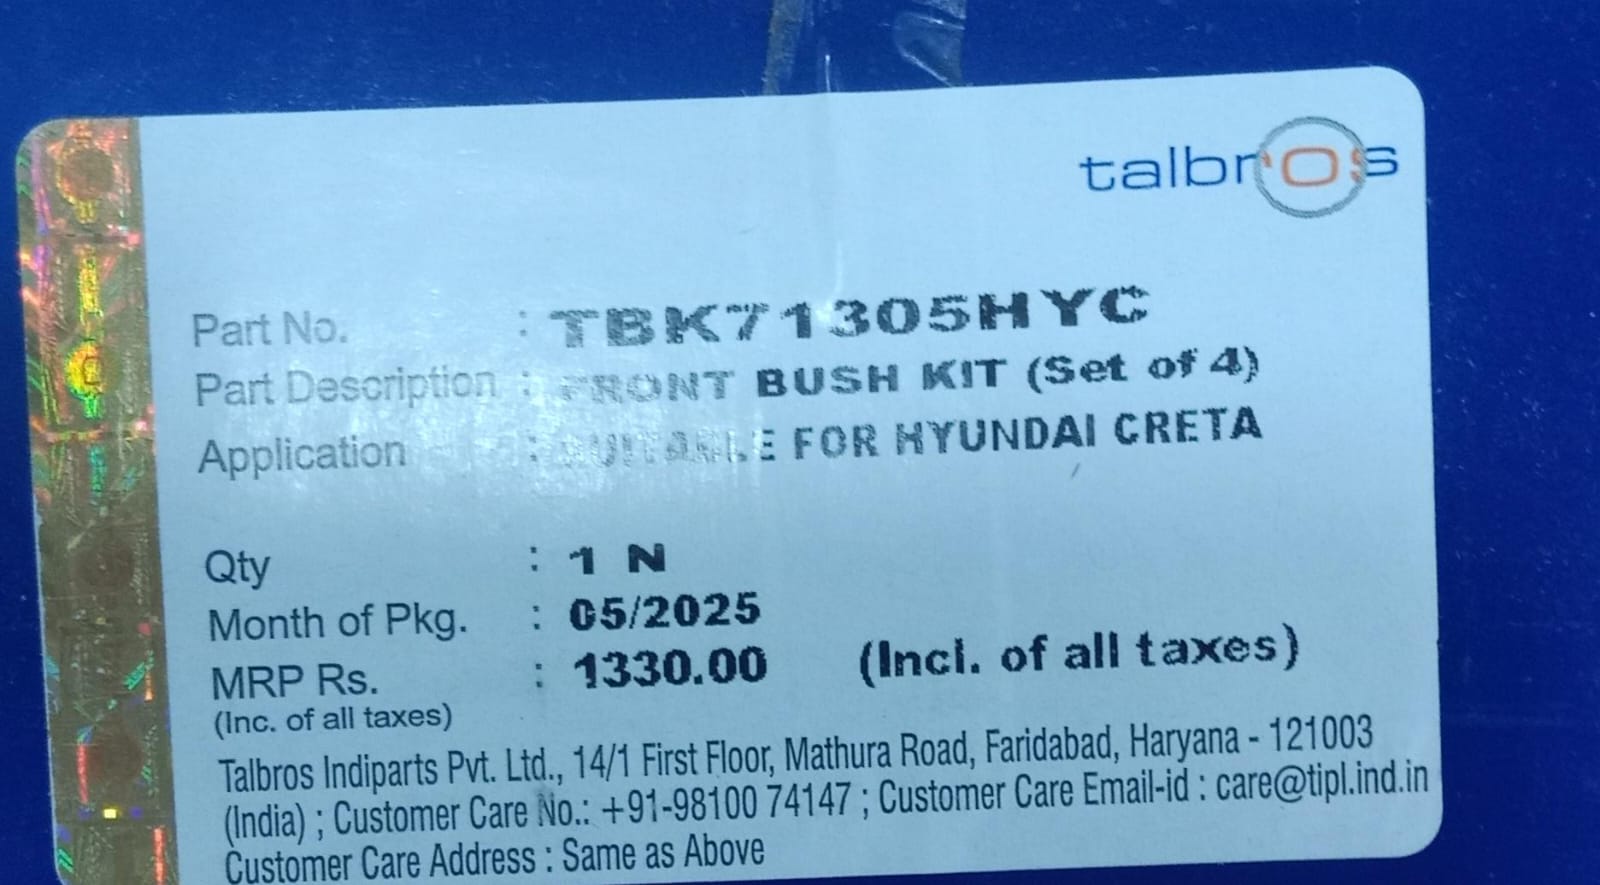 talbros
Part No. : TBK71305HYC
Part Description : FRONT BUSH KIT (Set of 4)
Application : SUITABLE FOR HYUNDAI CRETA
Qty : 1 N
Month of Pkg. : 05/2025
MRP Rs. : 1330.00 (Incl. of all taxes)
(Inc. of all taxes)
Talbros Indiparts Pvt. Ltd., 14/1 First Floor, Mathura Road, Faridabad, Haryana - 121003
(India) ; Customer Care No.: +91-98100 74147 ; Customer Care Email-id : care@tipl.ind.in
Customer Care Address : Same as Above